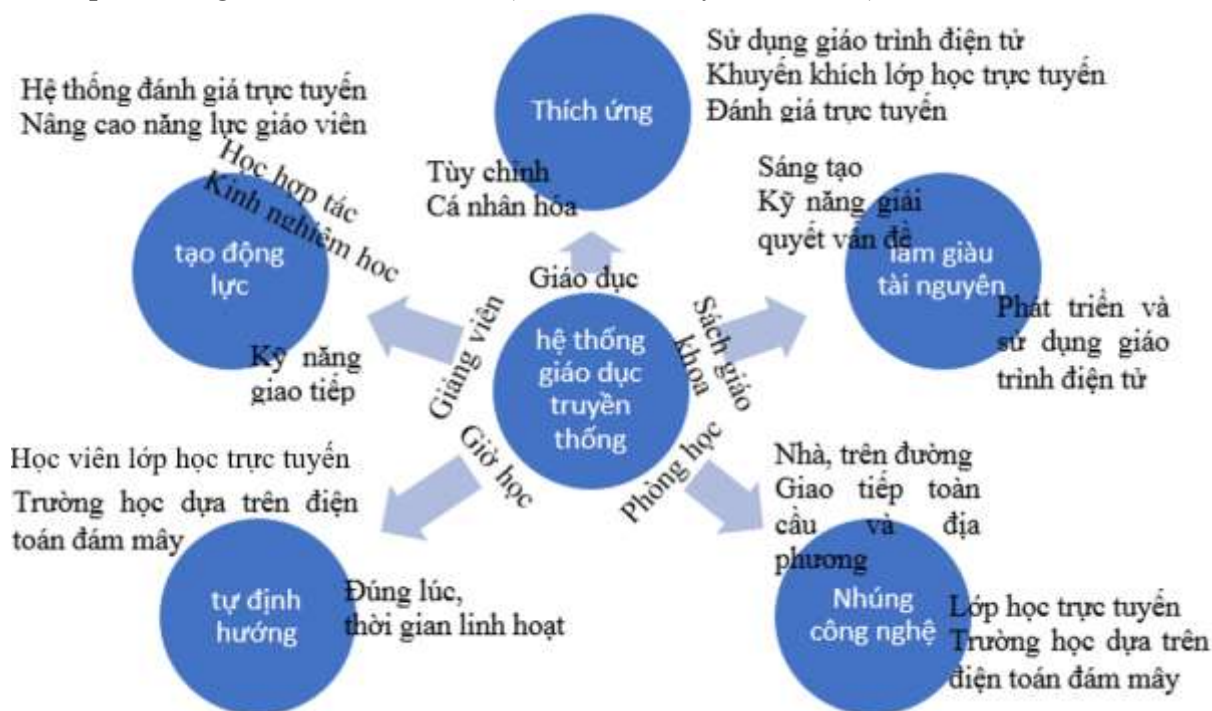 Sử dụng giáo trình điện tử
Khuyến khích lớp học trực tuyến
Đánh giá trực tuyến
Thích ứng
Tùy chỉnh
Cá nhân hóa
Hệ thống đánh giá trực tuyến
Nâng cao năng lực giáo viên
Học hợp tác
Kinh nghiệm học
tạo động
lực
Kỹ năng
giao tiếp
Sáng tạo
Kỹ năng giải
quyết vấn đề
làm giàu
tài nguyên
Phát triển và
sử dụng giáo
trình điện tử
Giáo dục
Giảng viên
Sách giáo
khoa
hệ thống
giáo dục
truyền
thống
Giờ học
Phòng học
Học viên lớp học trực tuyến
Trường học dựa trên điện
toán đám mây
tự định
hướng
Đúng lúc,
thời gian linh hoạt
Nhà, trên đường
Giao tiếp toàn
cầu và địa
phương
Nhúng
công nghệ
Lớp học trực tuyến
Trường học dựa trên
điện toán đám mây